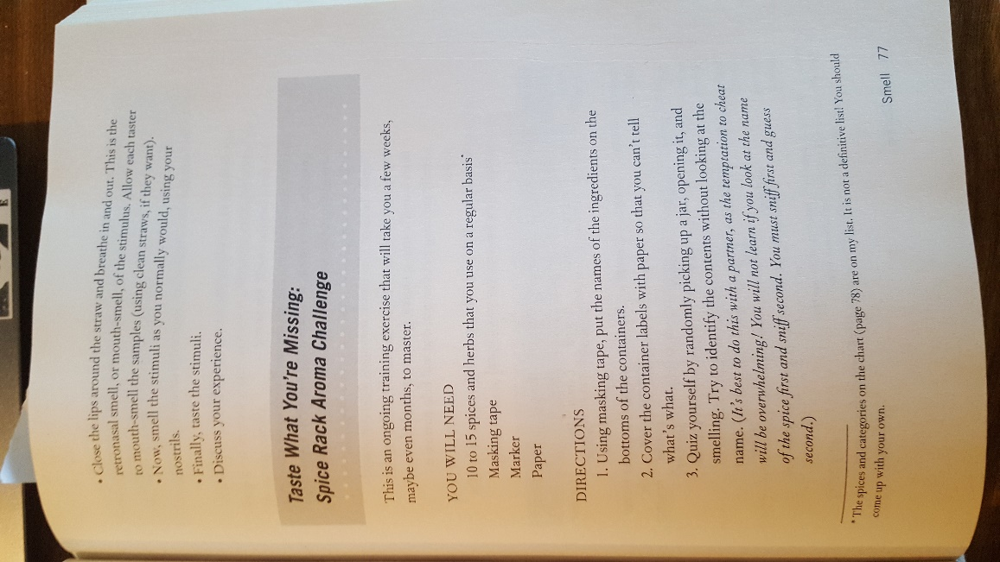 • Close the lips around the straw and breathe in and out. This is the
retronasal smell, or mouth-smell, of the stimulus. Allow each taster
to mouth-smell the samples (using clean straws, if they want).
• Now, smell the stimuli as you normally would, using your
nostrils.
• Finally, taste the stimuli.
• Discuss your experience.
Taste What You're Missing:
Spice Rack Aroma Challenge
This is an ongoing training exercise that will take you a few weeks,
maybe even months, to master.
YOU WILL NEED
10 to 15 spices and herbs that you use on a regular basis*
Masking tape
Marker
Paper
DIRECTIONS
1. Using masking tape, put the names of the ingredients on the
bottoms of the containers.
2. Cover the container labels with paper so that you can't tell
what's what.
3. Quiz yourself by randomly picking up a jar, opening it, and
smelling. Try to identify the contents without looking at the
name. (It's best to do this with a partner, as the temptation to cheat
will be overwhelming! You will not learn if you look at the name
of the spice first and sniff second. You must sniff first and guess
second.)
* The spices and categories on the chart (page 78) are on my list. It is not a definitive list! You should
come up with your own.
Smell 77